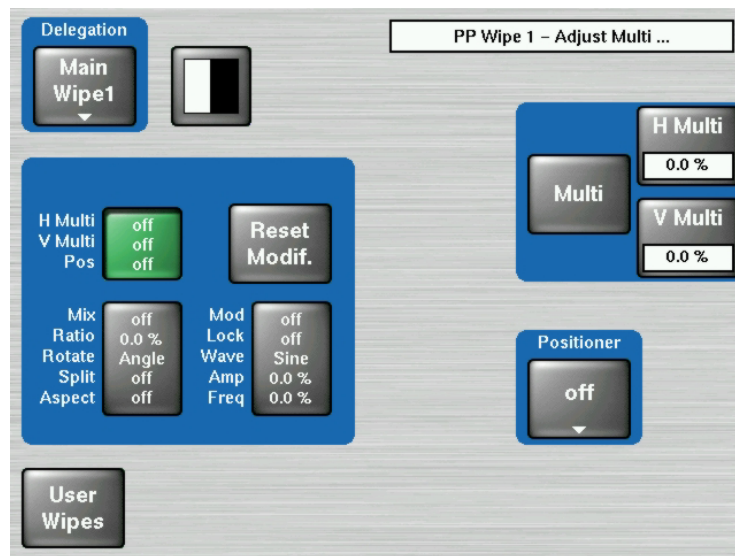 Delegation
Main
Wipe1
PP Wipe 1 – Adjust Multi ...
H Multi
0.0 %
Multi
V Multi
0.0 %
H Multi off
V Multi off
Pos off
Reset
Modif.
Mix off
Ratio 0.0 %
Rotate Angle
Split off
Aspect off
Mod off
Lock off
Wave Sine
Amp 0.0 %
Freq 0.0 %
Positioner
off
User
Wipes